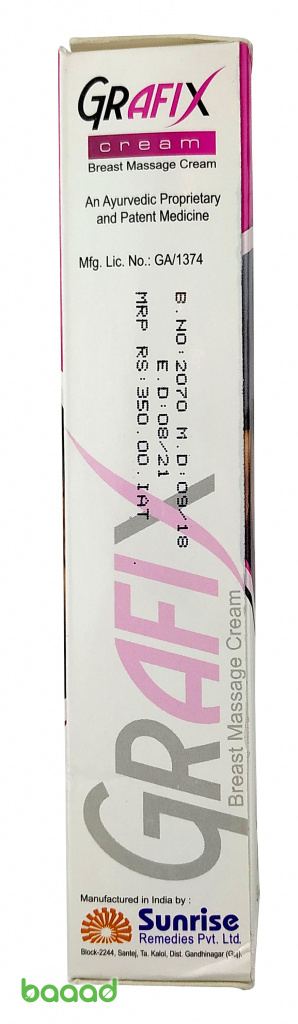 GRAFIX
cream
Breast Massage Cream
An Ayurvedic Proprietary
and Patent Medicine
Mfg. Lic. No.: GA/1374
B.NO:2070 M.D:09/18
E.D:08/21
MRP RS:350.00.IAT
GRAFIX
Breast Massage Cream
Manufactured in India by :
Sunrise
Remedies Pvt. Ltd.
Block-2244, Santej, Ta. Kalol, Dist. Gandhinagar (Guj).
baaad